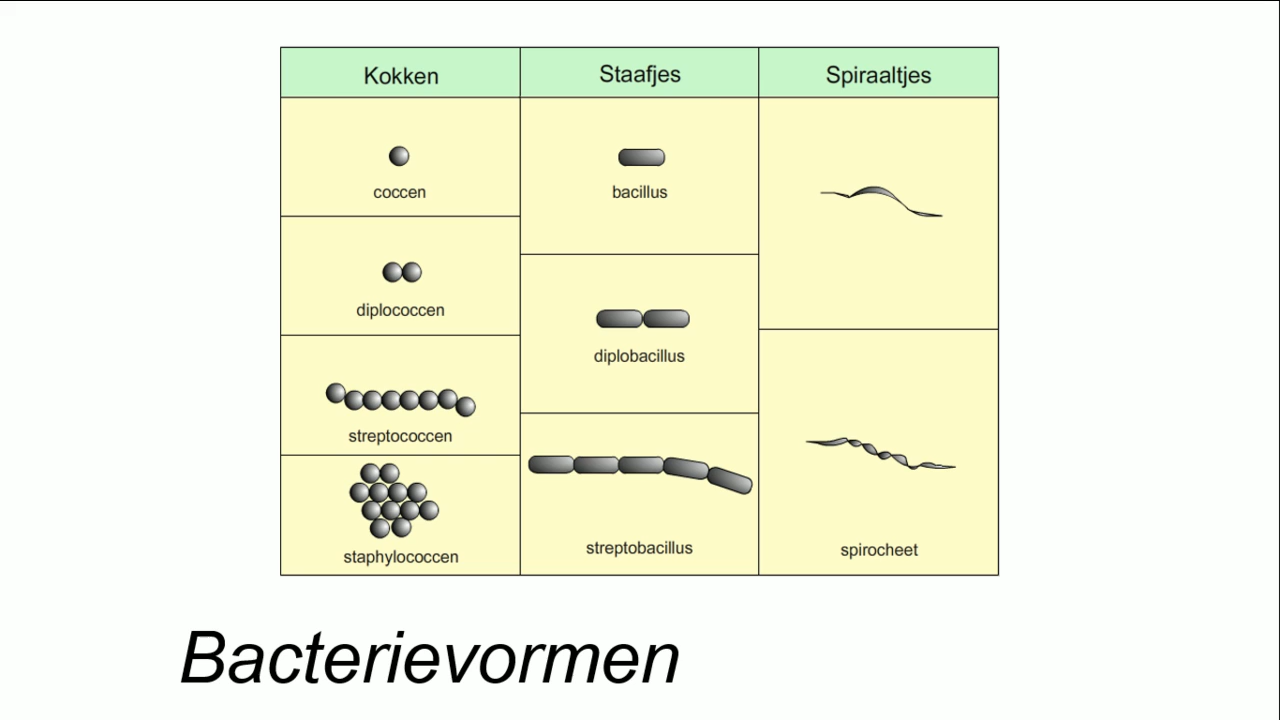 Kokken
Staafjes
Spiraaltjes
coccen
bacillus
diplococcen
diplobacillus
streptococcen
staphylococcen
streptobacillus
spirocheet
Bacterievormen